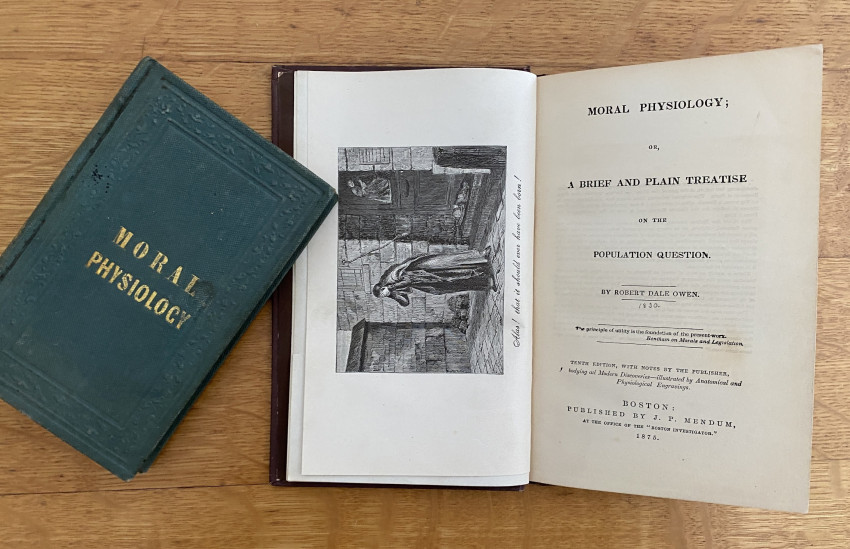 MORAL
PHYSIOLOGY
Alas! that it should ever have been born!
MORAL PHYSIOLOGY;
OR,
A BRIEF AND PLAIN TREATISE
ON THE
POPULATION QUESTION.
BY ROBERT DALE OWEN.
1830
The principle of utility is the foundation of the present work.
Bentham on Morals and Legislation.
TENTH EDITION, WITH NOTES BY THE PUBLISHER,
bodying ad Modern Discoveries—illustrated by Anatomical and
Physiological Engravings.
BOSTON:
PUBLISHED BY J. P. MENDUM,
AT THE OFFICE OF THE "BOSTON INVESTIGATOR."
1875.